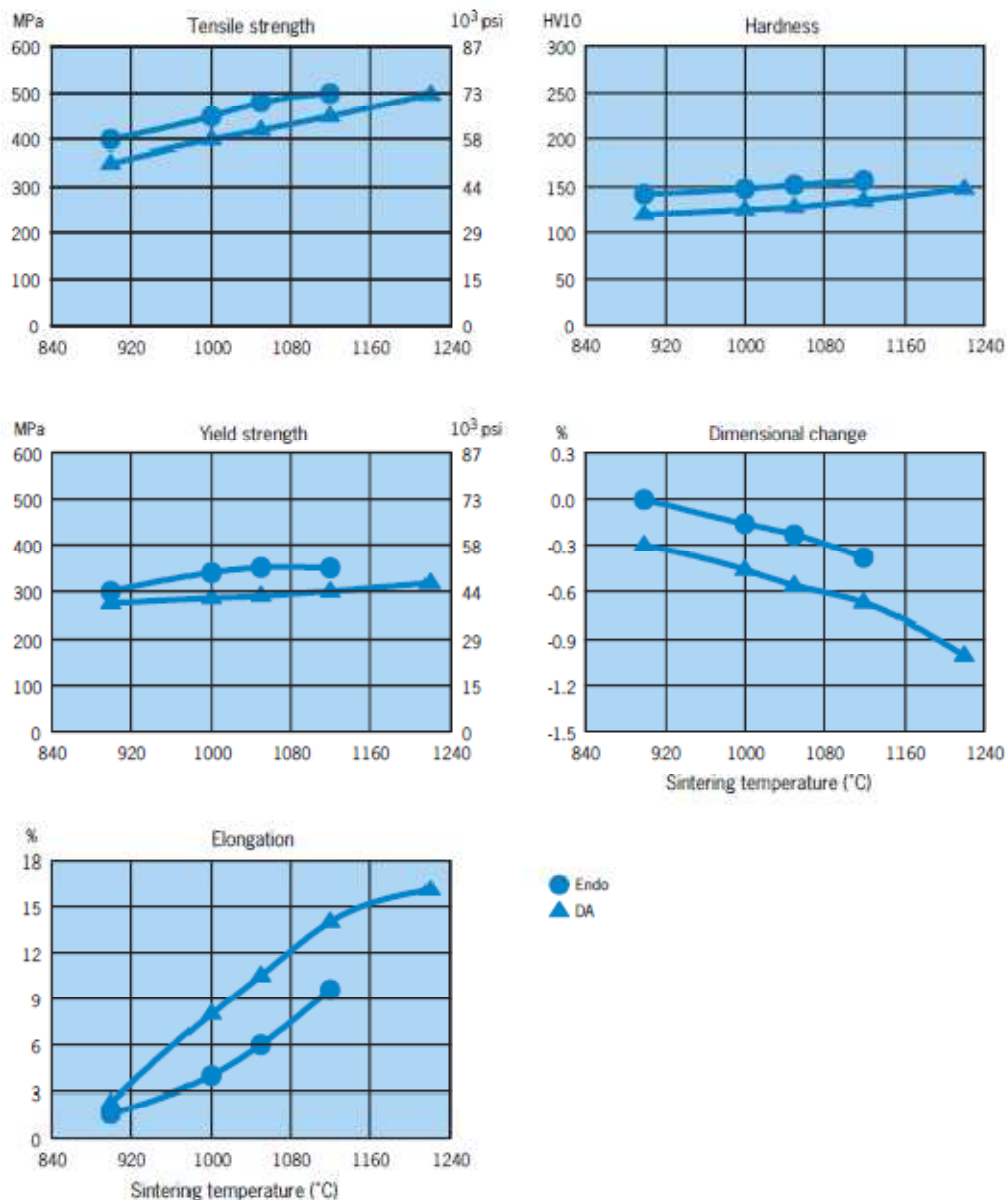 MPa Tensile strength 10³ psi
600 87
500 73
400 58
300 44
200 29
100 15
0 0
840 920 1000 1080 1160 1240
HV10 Hardness
300
250
200
150
100
50
0
840 920 1000 1080 1160 1240
MPa Yield strength 10³ psi
600 87
500 73
400 58
300 44
200 29
100 15
0 0
840 920 1000 1080 1160 1240
% Dimensional change
0.3
0.0
-0.3
-0.6
-0.9
-1.2
-1.5
840 920 1000 1080 1160 1240
Sintering temperature (°C)
% Elongation
18
15
12
9
6
3
0
840 920 1000 1080 1160 1240
Sintering temperature (°C)
Endo
DA